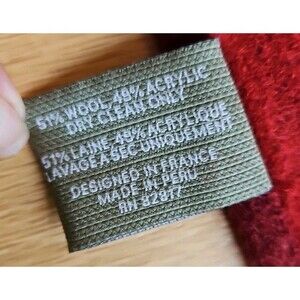 51% WOOL, 49% ACRYLIC
DRY CLEAN ONLY
51% LAINE, 49% ACRYLIQUE
LAVAGE A SEC UNIQUEMENT
DESIGNED IN FRANCE
MADE IN PERU
RN 82877